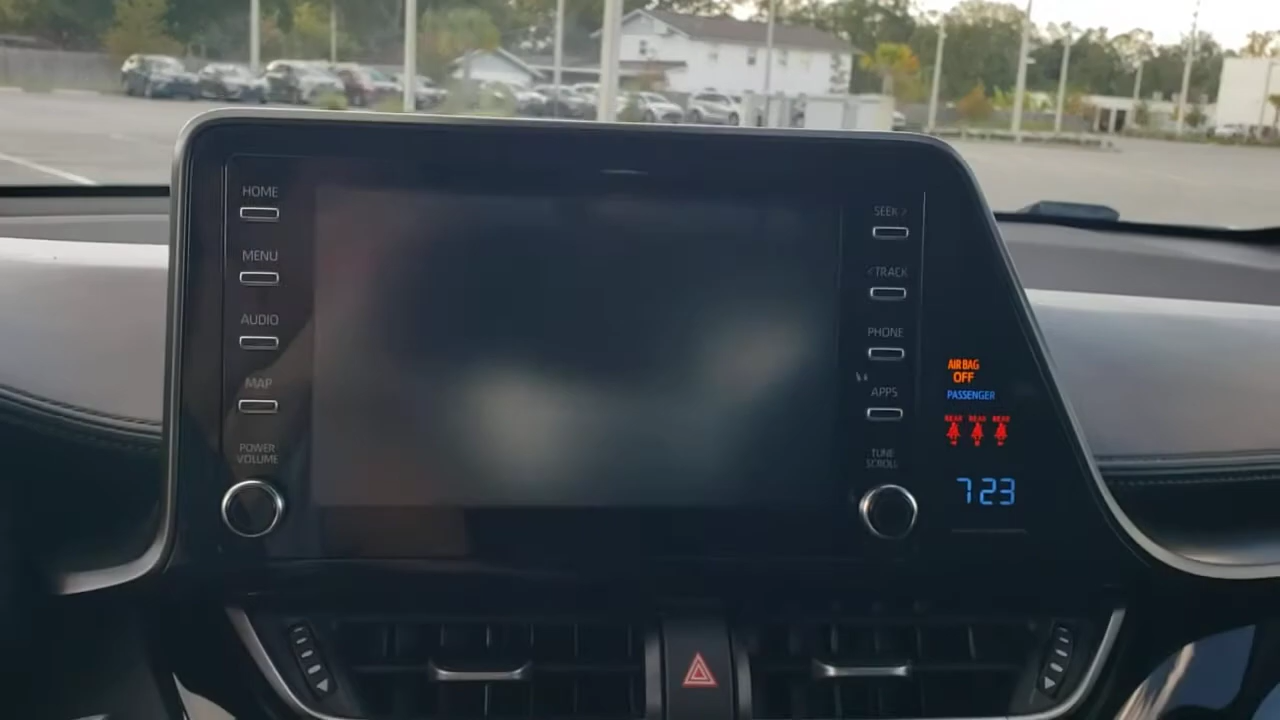 HOME
MENU
AUDIO
MAP
POWER
VOLUME
SEEK >
< TRACK
PHONE
APPS
TUNE
SCROLL
AIR BAG
OFF
PASSENGER
REAR REAR REAR
7 23